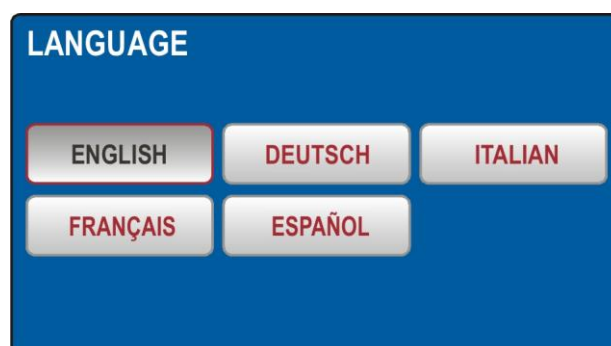 LANGUAGE
ENGLISH DEUTSCH ITALIAN
FRANÇAIS ESPAÑOL